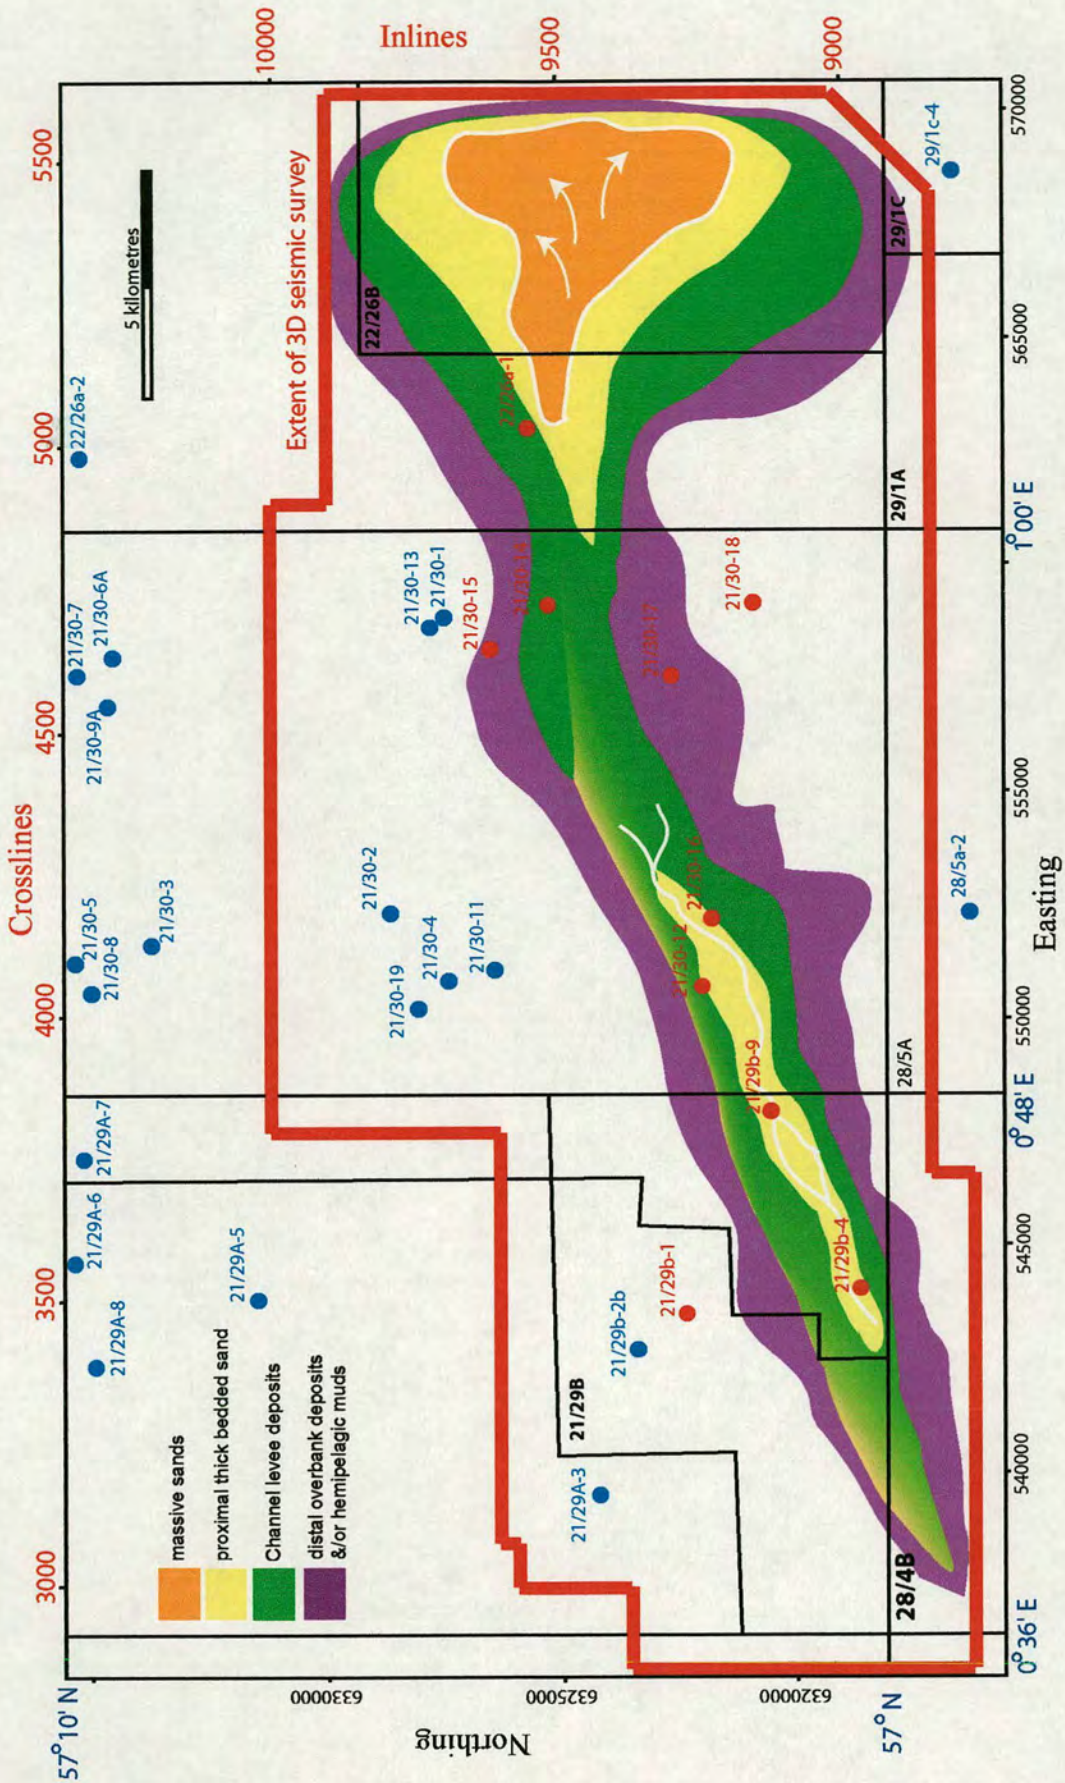 Crosslines
3000
3500
4000
4500
5000
5500
Inlines
10000
9500
9000
57°10' N
57° N
Northing
6330000
6325000
6320000
0°36' E
0°48' E
1°00' E
540000
545000
550000
555000
565000
570000
Easting
5 kilometres
Extent of 3D seismic survey
massive sands
proximal thick bedded sand
Channel levee deposits
distal overbank deposits
&/or hemipelagic muds
21/29A-8
21/29A-6
21/29A-7
21/29A-5
21/30-5
21/30-8
21/30-3
21/30-7
21/30-6A
21/30-9A
22/26a-2
21/30-2
21/30-19
21/30-4
21/30-11
21/30-13
21/30-1
21/30-15
21/30-14
22/26a-1
22/26B
21/29B
21/29A-3
21/29b-2b
21/29b-1
21/29b-4
21/29b-9
21/30-12
21/30-16
21/30-17
21/30-18
28/4B
28/5A
29/1A
29/1C
28/5a-2
29/1c-4